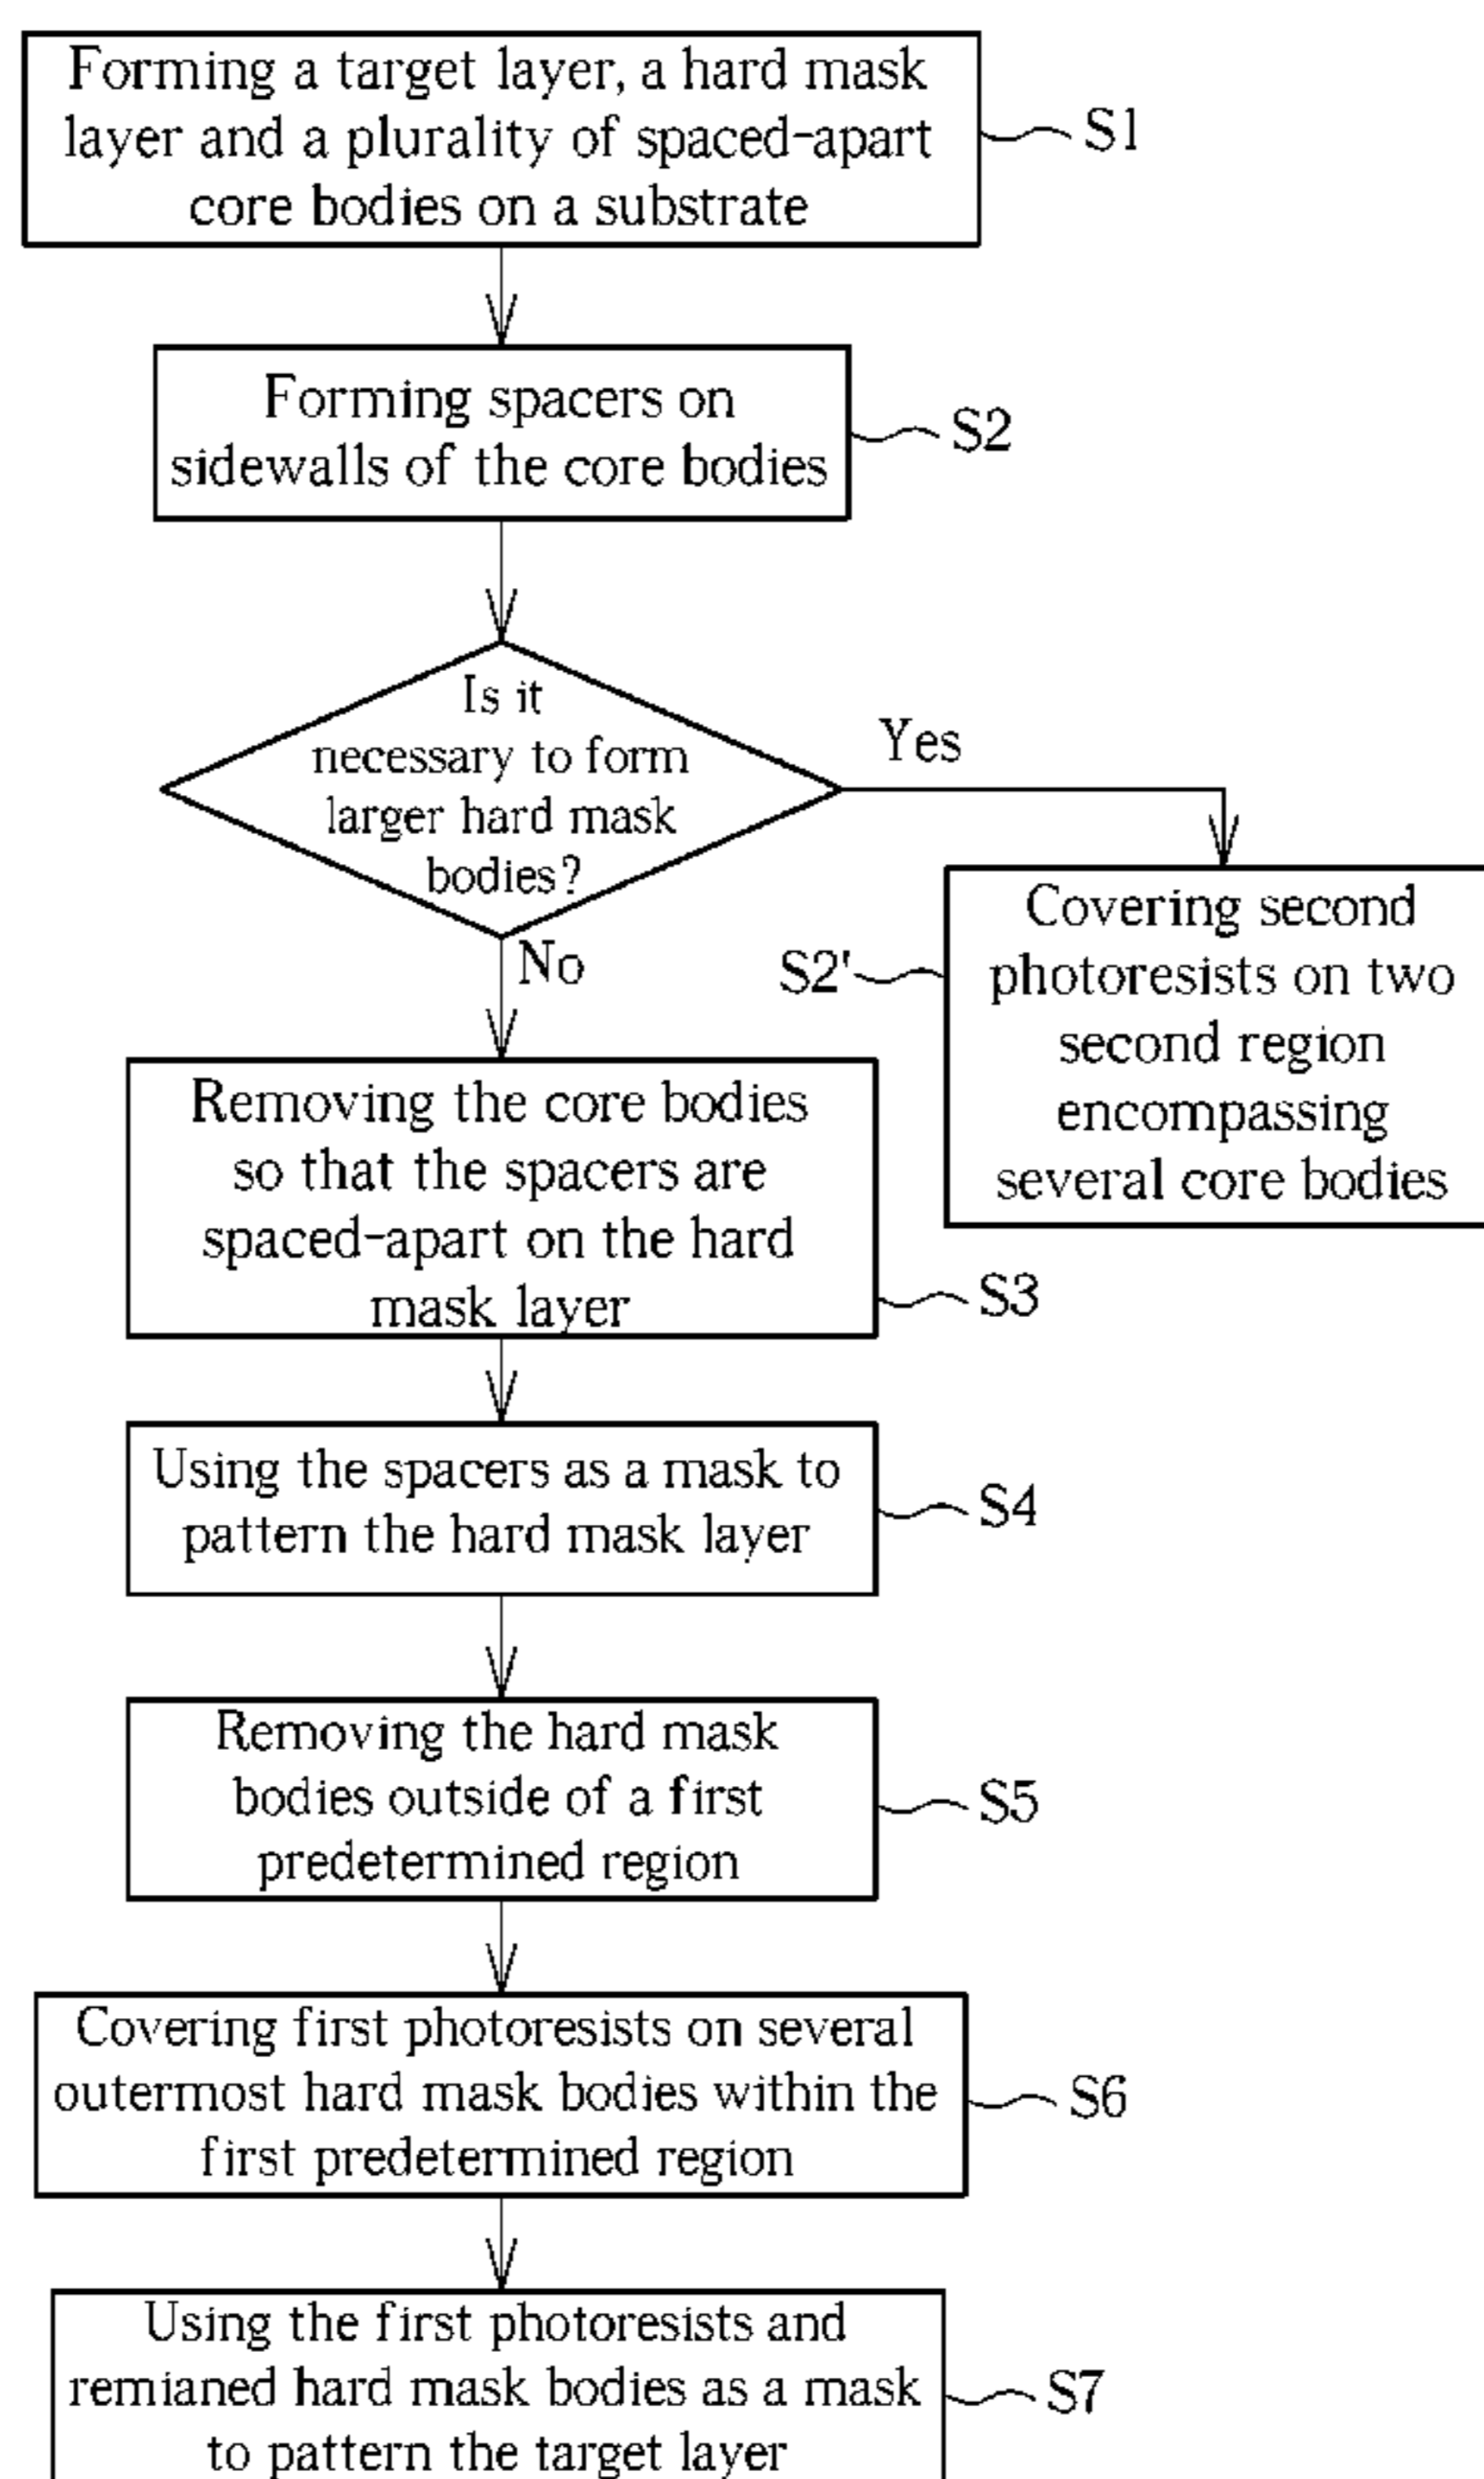 Forming a target layer, a hard mask
layer and a plurality of spaced-apart
core bodies on a substrate
S1
Forming spacers on
sidewalls of the core bodies
S2
Is it
necessary to form
larger hard mask
bodies?
Yes
No
Covering second
photoresists on two
second region
encompassing
several core bodies
S2'
Removing the core bodies
so that the spacers are
spaced-apart on the hard
mask layer
S3
Using the spacers as a mask to
pattern the hard mask layer
S4
Removing the hard mask
bodies outside of a first
predetermined region
S5
Covering first photoresists on several
outermost hard mask bodies within the
first predetermined region
S6
Using the first photoresists and
remianed hard mask bodies as a mask
to pattern the target layer
S7